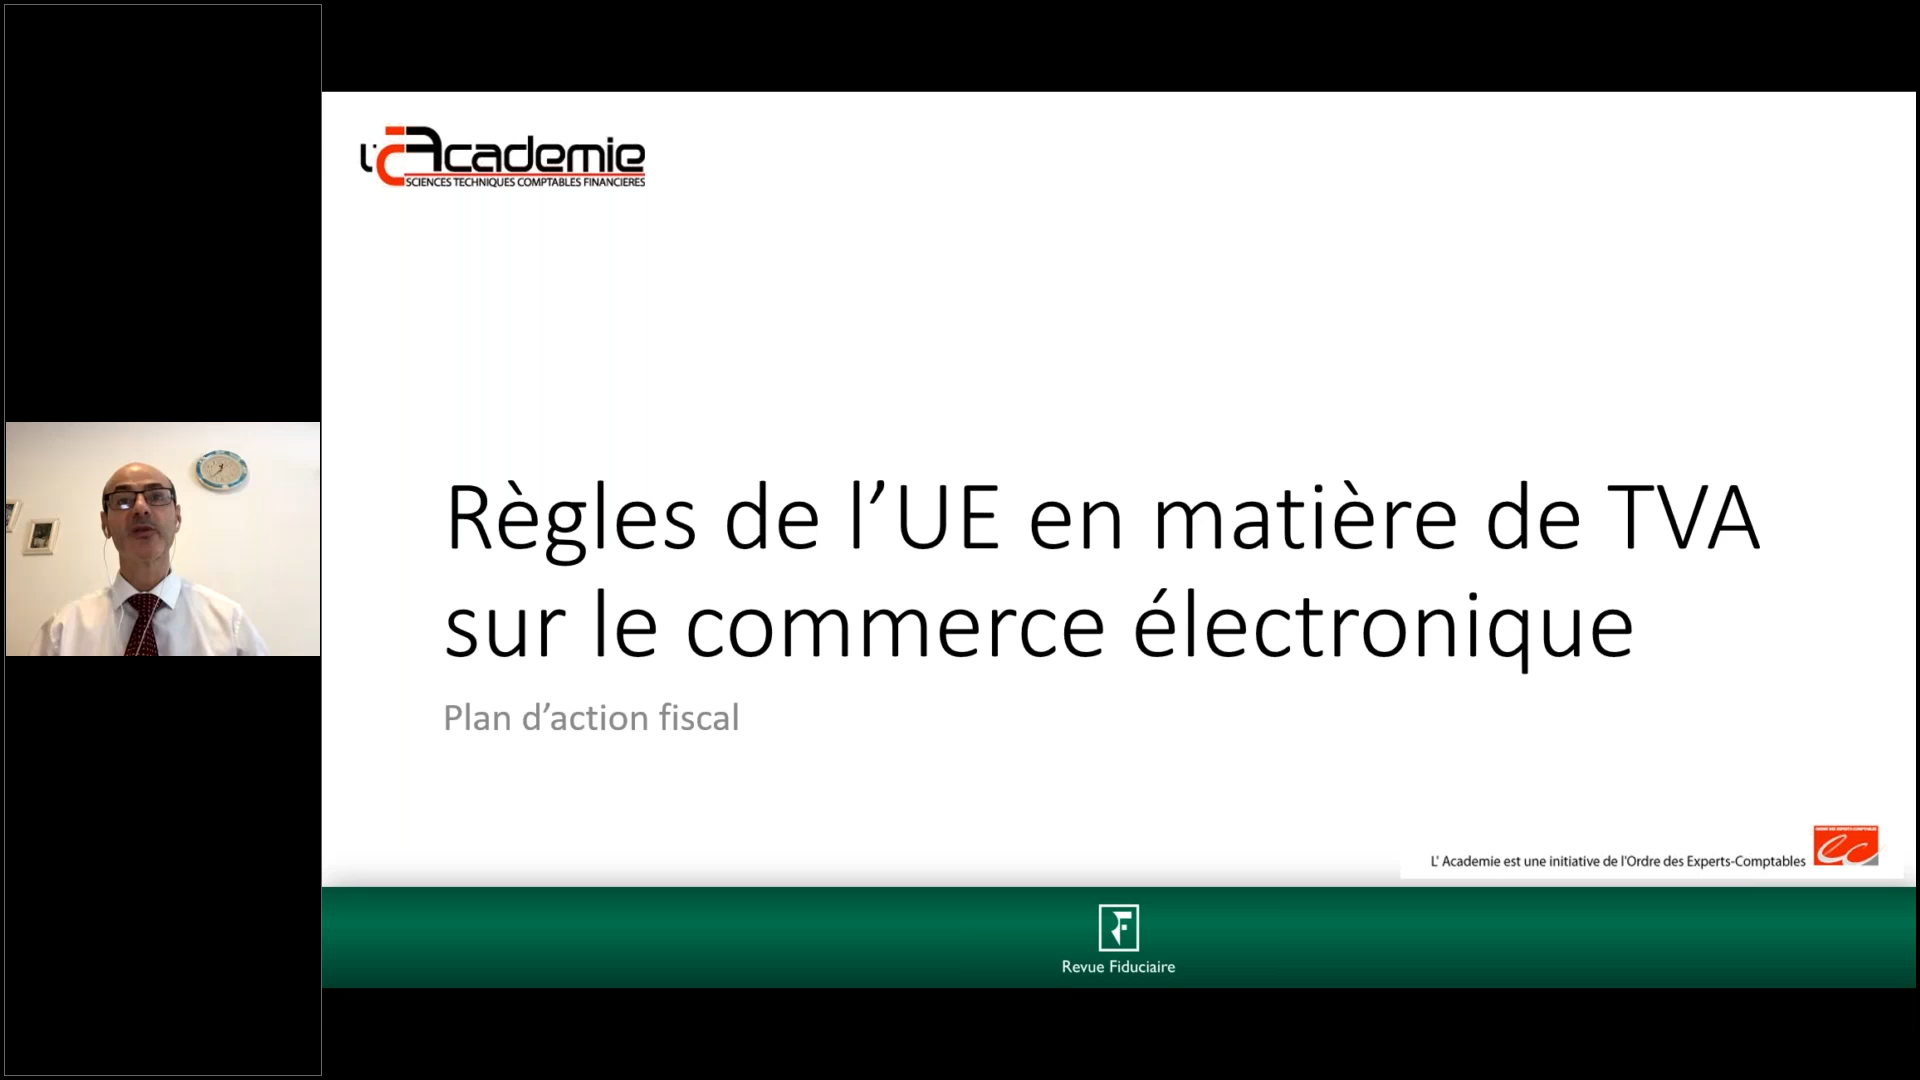 L'Academie
SCIENCES TECHNIQUES COMPTABLES FINANCIERES
Règles de l’UE en matière de TVA
sur le commerce électronique
Plan d’action fiscal
L' Academie est une initiative de l'Ordre des Experts-Comptables
ec
Revue Fiduciaire